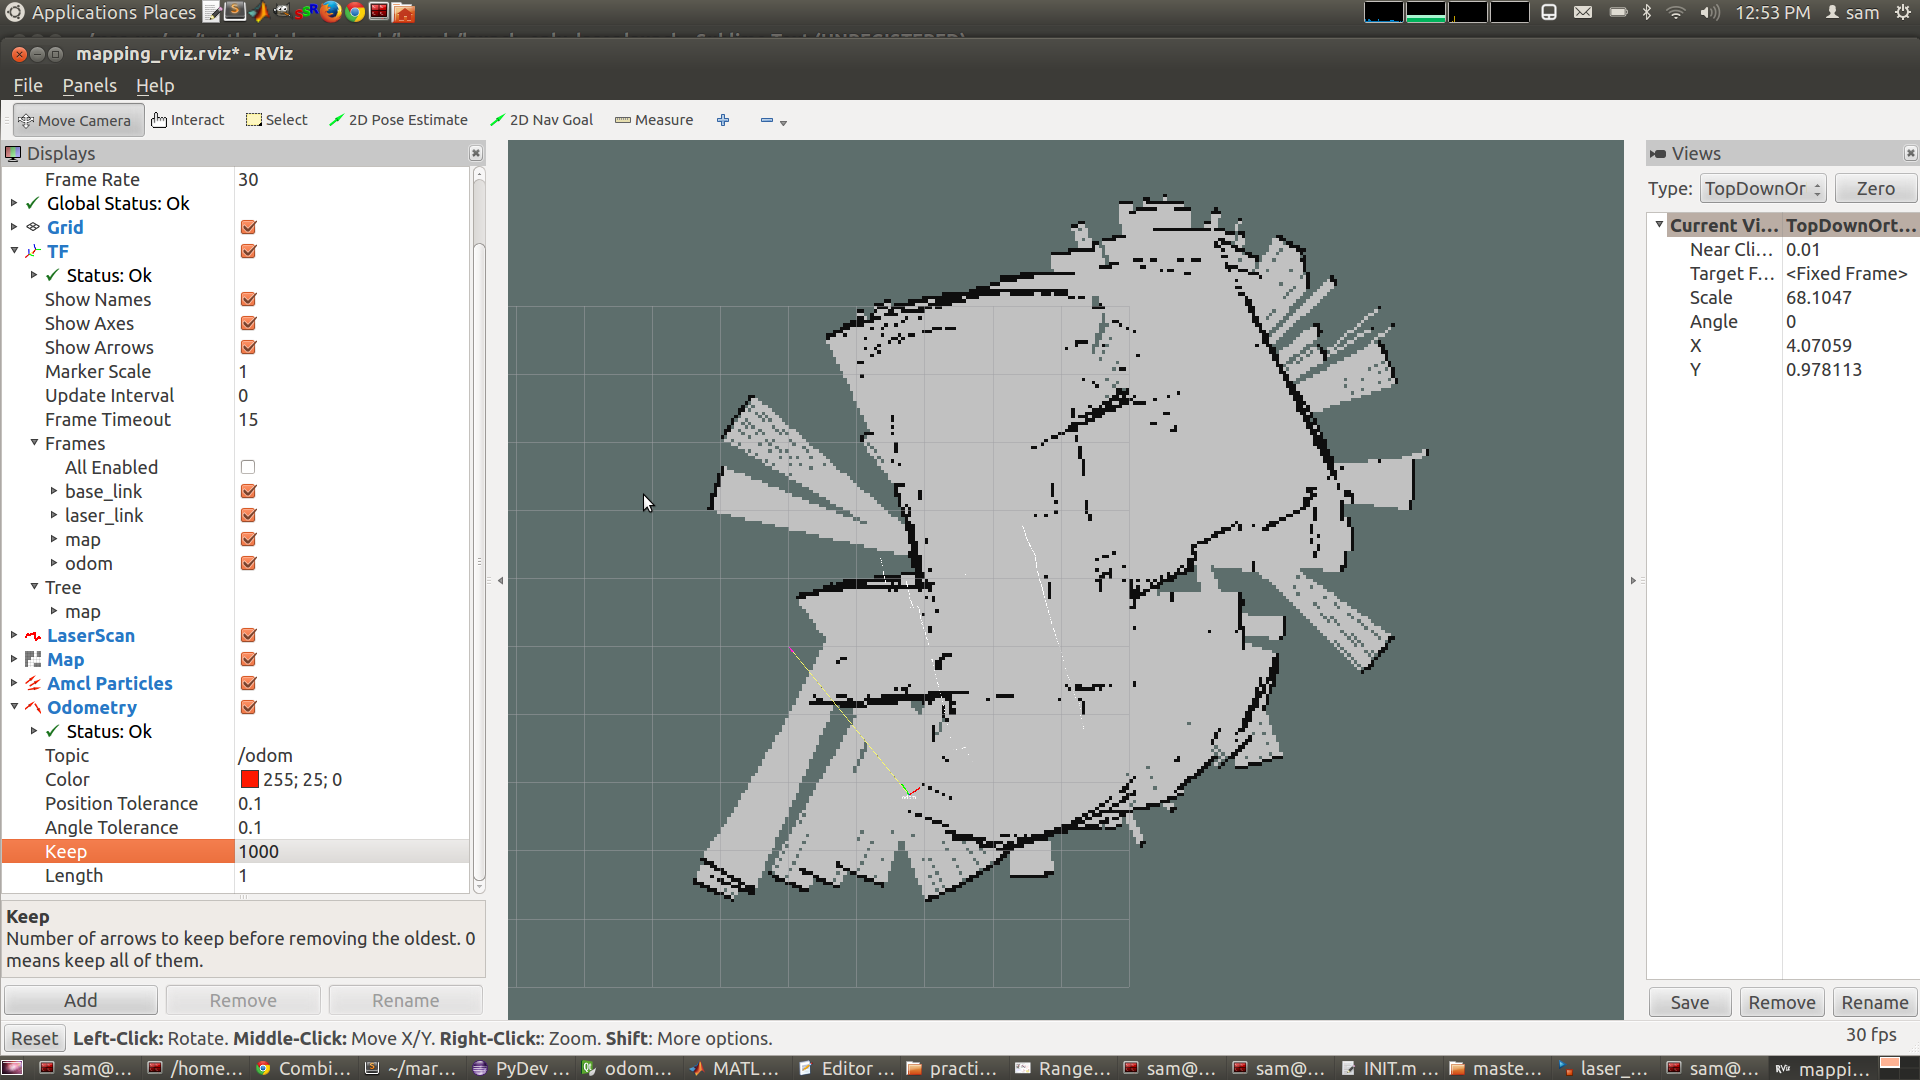 Applications Places
12:53 PM sam
mapping_rviz.rviz* - RViz
File Panels Help
Move Camera Interact Select 2D Pose Estimate 2D Nav Goal Measure
Displays
Frame Rate 30
Global Status: Ok
Grid
TF
Status: Ok
Show Names
Show Axes
Show Arrows
Marker Scale 1
Update Interval 0
Frame Timeout 15
Frames
All Enabled
base_link
laser_link
map
odom
Tree
map
LaserScan
Map
Amcl Particles
Odometry
Status: Ok
Topic /odom
Color 255; 25; 0
Position Tolerance 0.1
Angle Tolerance 0.1
Keep 1000
Length 1
Keep
Number of arrows to keep before removing the oldest. 0
means keep all of them.
Add Remove Rename
Views
Type: TopDownOr Zero
Current Vi... TopDownOrt...
Near Cli... 0.01
Target F... <Fixed Frame>
Scale 68.1047
Angle 0
X 4.07059
Y 0.978113
Save Remove Rename
Reset Left-Click: Rotate. Middle-Click: Move X/Y. Right-Click:: Zoom. Shift: More options.
30 fps
sam@... /home... Combi... ~/mar... PyDev ... odom... MATL... Editor ... practi... Range... sam@... sam@... INIT.m ... maste... laser_... sam@... mappi...